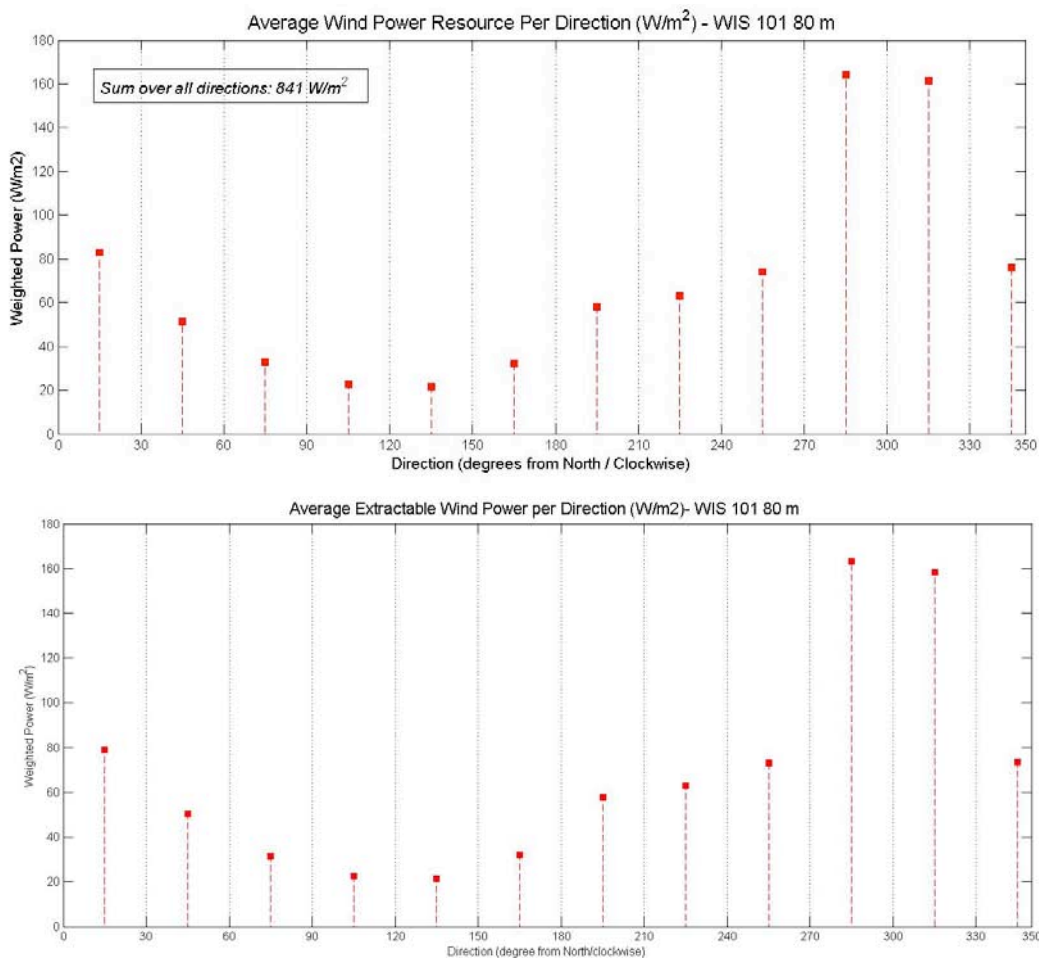 Average Wind Power Resource Per Direction (W/m²) - WIS 101 80 m
Sum over all directions: 841 W/m²
Weighted Power (W/m2)
180
160
140
120
100
80
60
40
20
0
0 30 60 90 120 150 180 210 240 270 300 330 350
Direction (degrees from North / Clockwise)
Average Extractable Wind Power per Direction (W/m2)- WIS 101 80 m
Weighted Power (W/m²)
180
160
140
120
100
80
60
40
20
0
0 30 60 90 120 150 180 210 240 270 300 330 350
Direction (degree from North/clockwise)